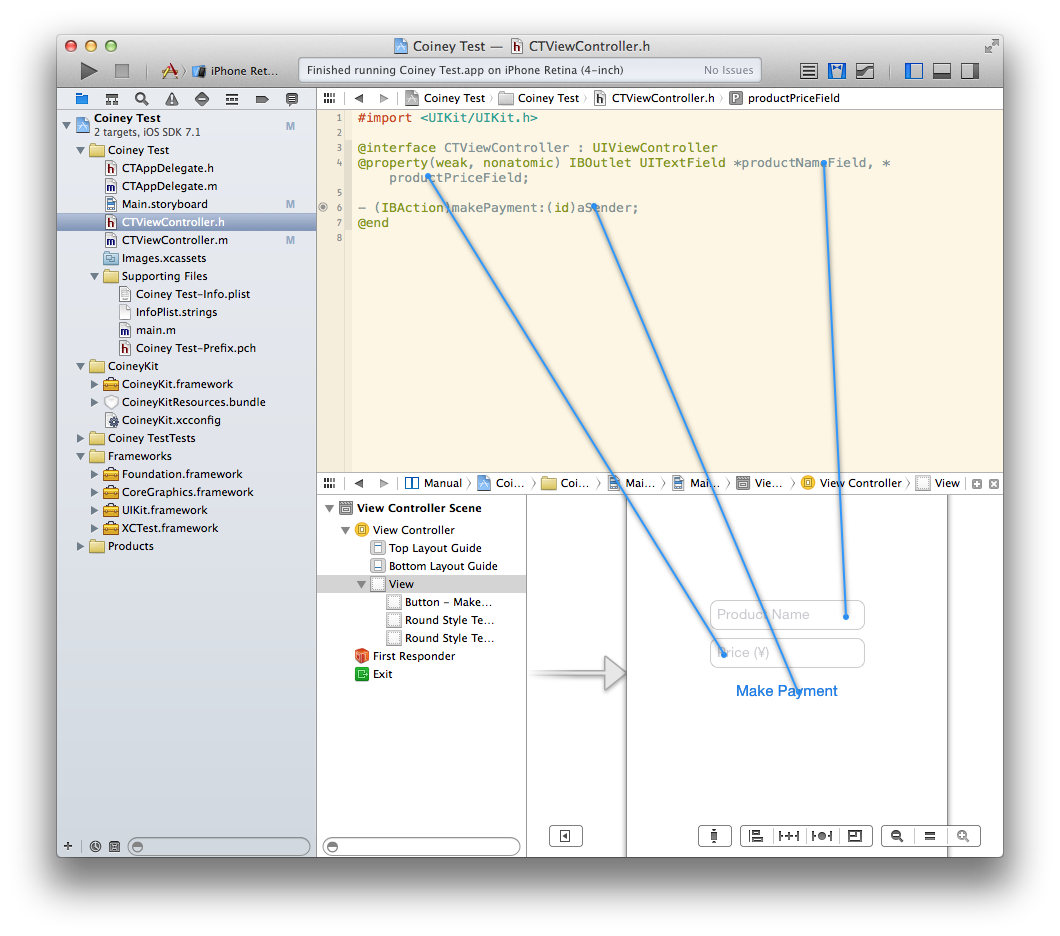 Coiney Test — CTViewController.h
iPhone Ret...
Finished running Coiney Test.app on iPhone Retina (4-inch)
No Issues
Coiney Test
2 targets, iOS SDK 7.1
M
Coiney Test
CTAppDelegate.h
CTAppDelegate.m
Main.storyboard
M
CTViewController.h
CTViewController.m
M
Images.xcassets
Supporting Files
Coiney Test-Info.plist
InfoPlist.strings
main.m
Coiney Test-Prefix.pch
CoineyKit
CoineyKit.framework
CoineyKitResources.bundle
CoineyKit.xcconfig
Coiney TestTests
Frameworks
Foundation.framework
CoreGraphics.framework
UIKit.framework
XCTest.framework
Products
Coiney Test
Coiney Test
CTViewController.h
productPriceField
1 #import <UIKit/UIKit.h>
2
3 @interface CTViewController : UIViewController
4 @property(weak, nonatomic) IBOutlet UITextField *productNameField, *
productPriceField;
5
6 - (IBAction)makePayment:(id)aSender;
7 @end
8
Manual
Coi...
Coi...
Mai...
Mai...
Vie...
View Controller
View
View Controller Scene
View Controller
Top Layout Guide
Bottom Layout Guide
View
Button - Make...
Round Style Te...
Round Style Te...
First Responder
Exit
Product Name
Price (¥)
Make Payment